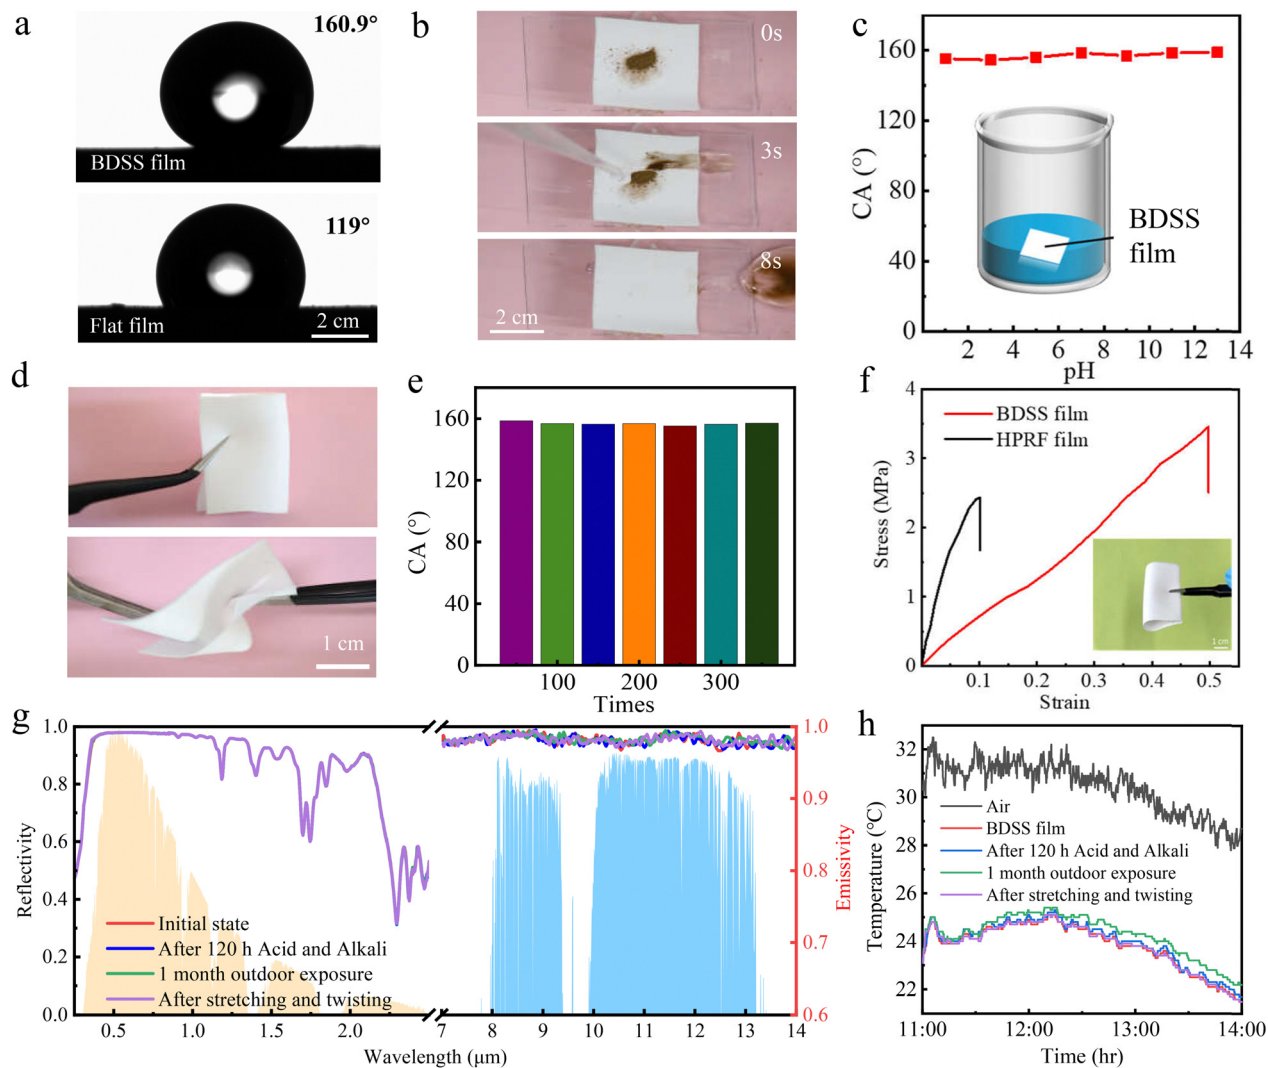 a
160.9°
BDSS film
119°
Flat film
2 cm
b
0s
3s
8s
2 cm
c
CA (°)
160
120
80
40
0
BDSS
film
2 4 6 8 10 12 14
pH
d
1 cm
e
CA (°)
160
120
80
40
0
100 200 300
Times
f
Stress (MPa)
4
3
2
1
0
BDSS film
HPRF film
1 cm
0.1 0.2 0.3 0.4 0.5
Strain
g
Reflectivity
1.0
0.8
0.6
0.4
0.2
0.0
Initial state
After 120 h Acid and Alkali
1 month outdoor exposure
After stretching and twisting
0.5 1.0 1.5 2.0 7 8 9 10 11 12 13 14
Wavelength (μm)
1.0
0.9
0.8
0.7
0.6
Emissivity
h
Temperature (°C)
32
30
28
26
24
22
Air
BDSS film
After 120 h Acid and Alkali
1 month outdoor exposure
After stretching and twisting
11:00 12:00 13:00 14:00
Time (hr)